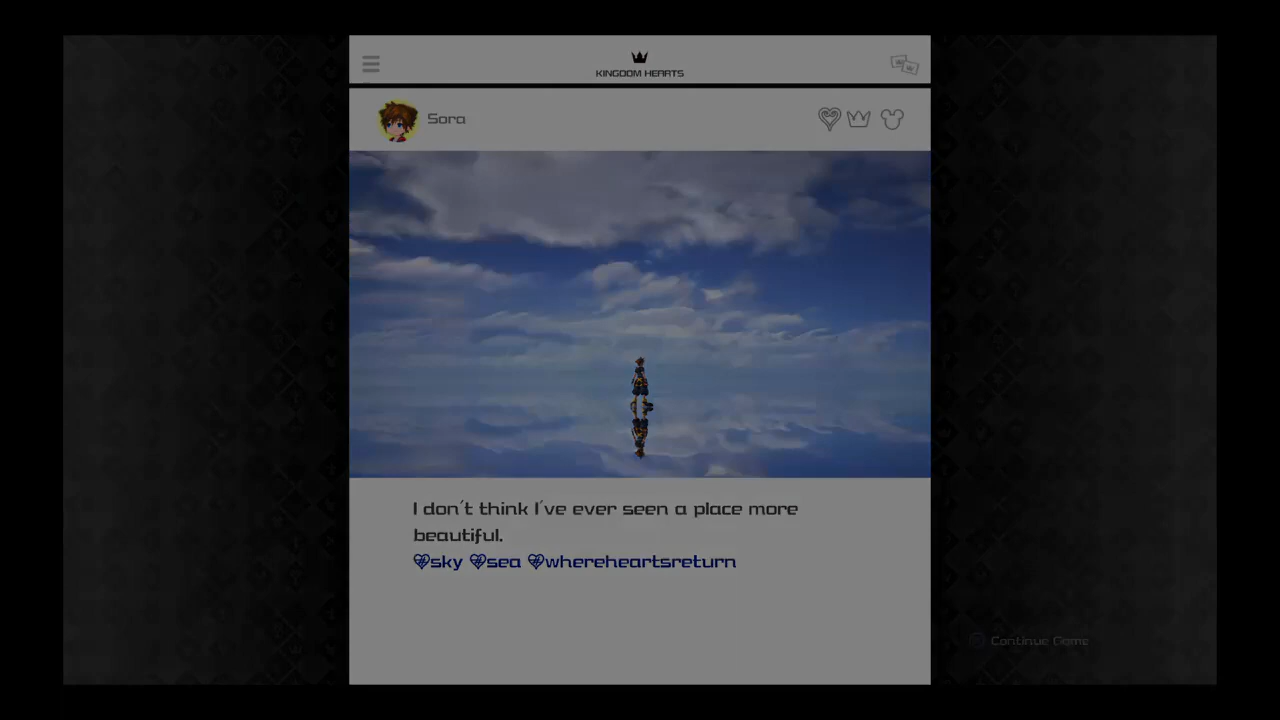 KINGDOM HEARTS
Sora
I don't think I've ever seen a place more
beautiful.
#sky #sea #whereheartsreturn
Continue Game